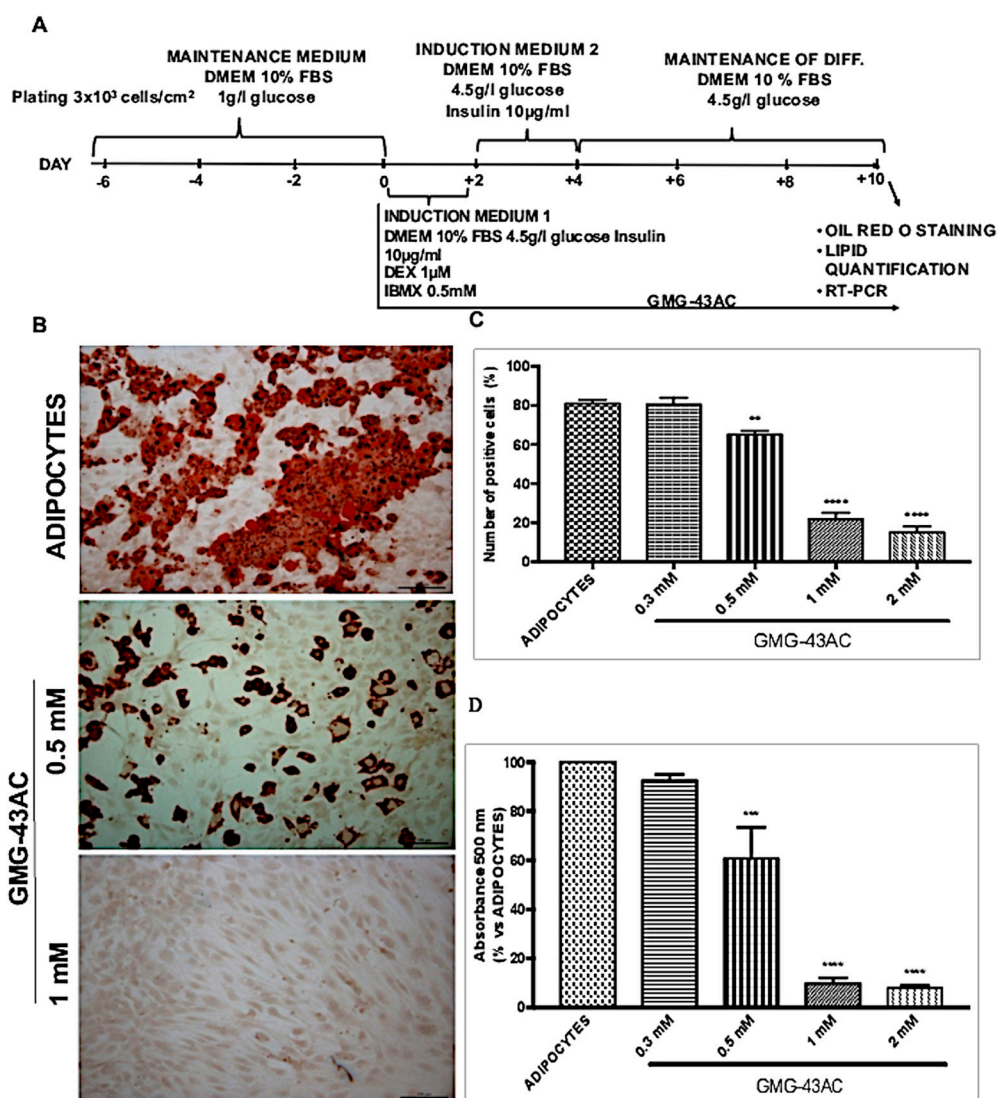 A
MAINTENANCE MEDIUM
DMEM 10% FBS
1g/l glucose
Plating 3x10³ cells/cm²
INDUCTION MEDIUM 2
DMEM 10% FBS
4.5g/l glucose
Insulin 10µg/ml
MAINTENANCE OF DIFF.
DMEM 10 % FBS
4.5g/l glucose
DAY
-6
-4
-2
0
+2
+4
+6
+8
+10
INDUCTION MEDIUM 1
DMEM 10% FBS 4.5g/l glucose Insulin
10µg/ml
DEX 1µM
IBMX 0.5mM
GMG-43AC
• OIL RED O STAINING
• LIPID
QUANTIFICATION
• RT-PCR
B
ADIPOCYTES
GMG-43AC
0.5 mM
1 mM
C
Number of positive cells (%)
100
80
60
40
20
0
**
****
****
ADIPOCYTES
0.3 mM
0.5 mM
1 mM
2 mM
GMG-43AC
D
Absorbance 500 nm
(% vs ADIPOCYTES)
100
80
60
40
20
0
***
****
****
ADIPOCYTES
0.3 mM
0.5 mM
1 mM
2 mM
GMG-43AC